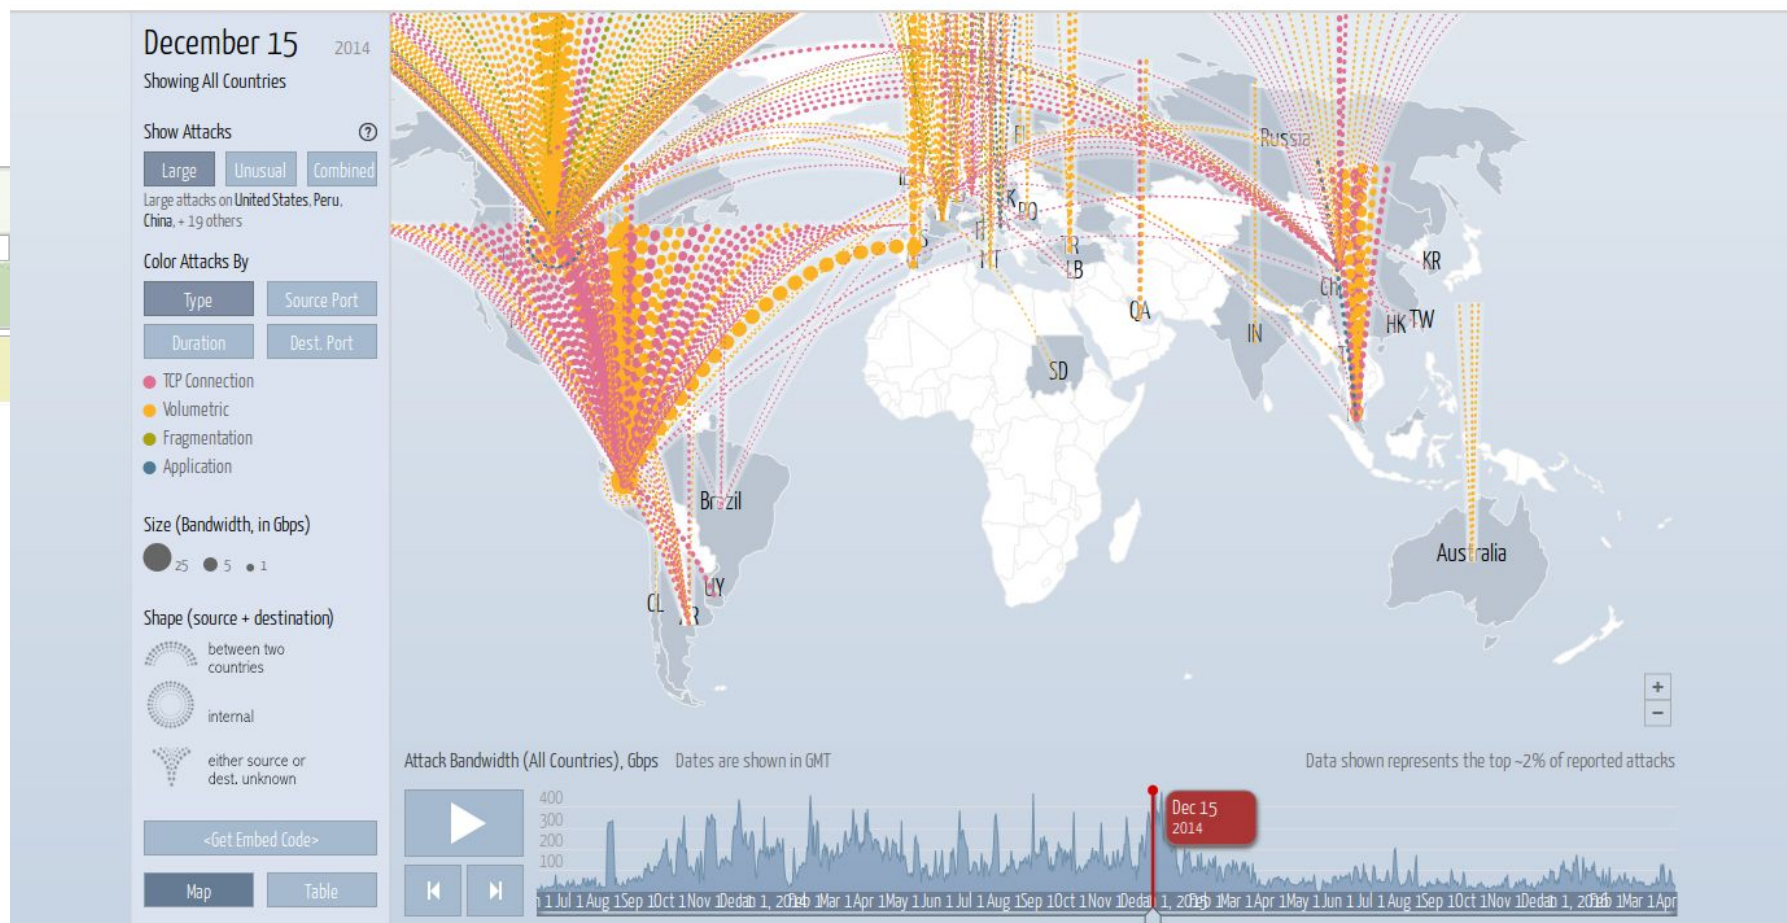 December 15 2014
Showing All Countries
Show Attacks ?
Large Unusual Combined
Large attacks on United States, Peru,
China, + 19 others
Color Attacks By
Type Source Port
Duration Dest. Port
TCP Connection
Volumetric
Fragmentation
Application
Size (Bandwidth, in Gbps)
25 5 1
Shape (source + destination)
between two
countries
internal
either source or
dest. unknown
<Get Embed Code>
Map Table
Russia
KR
TR
LB
QA
IN
HK TW
SD
Brazil
Australia
UY
CL
+
−
Attack Bandwidth (All Countries), Gbps Dates are shown in GMT
Data shown represents the top ~2% of reported attacks
400
300
200
100
Dec 15
2014
1 Jul 1 Aug 1 Sep 1 Oct 1 Nov 1 Mar 1 Apr 1 May 1 Jun 1 Jul 1 Aug 1 Sep 1 Oct 1 Nov 1 Mar 1 Apr 1 May 1 Jun 1 Jul 1 Aug 1 Sep 1 Oct 1 Nov 1 Mar 1 Apr